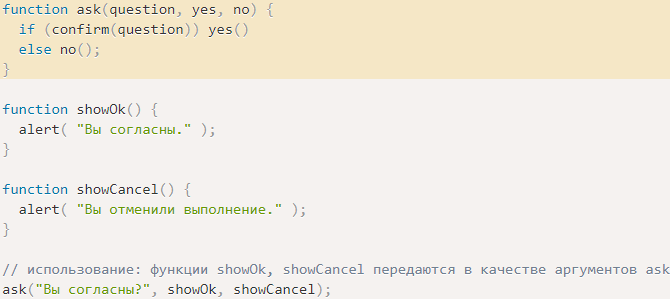 function ask(question, yes, no) {
  if (confirm(question)) yes()
  else no();
}
function showOk() {
  alert( "Вы согласны." );
}
function showCancel() {
  alert( "Вы отменили выполнение." );
}
// использование: функции showOk, showCancel передаются в качестве аргументов ask
ask("Вы согласны?", showOk, showCancel);